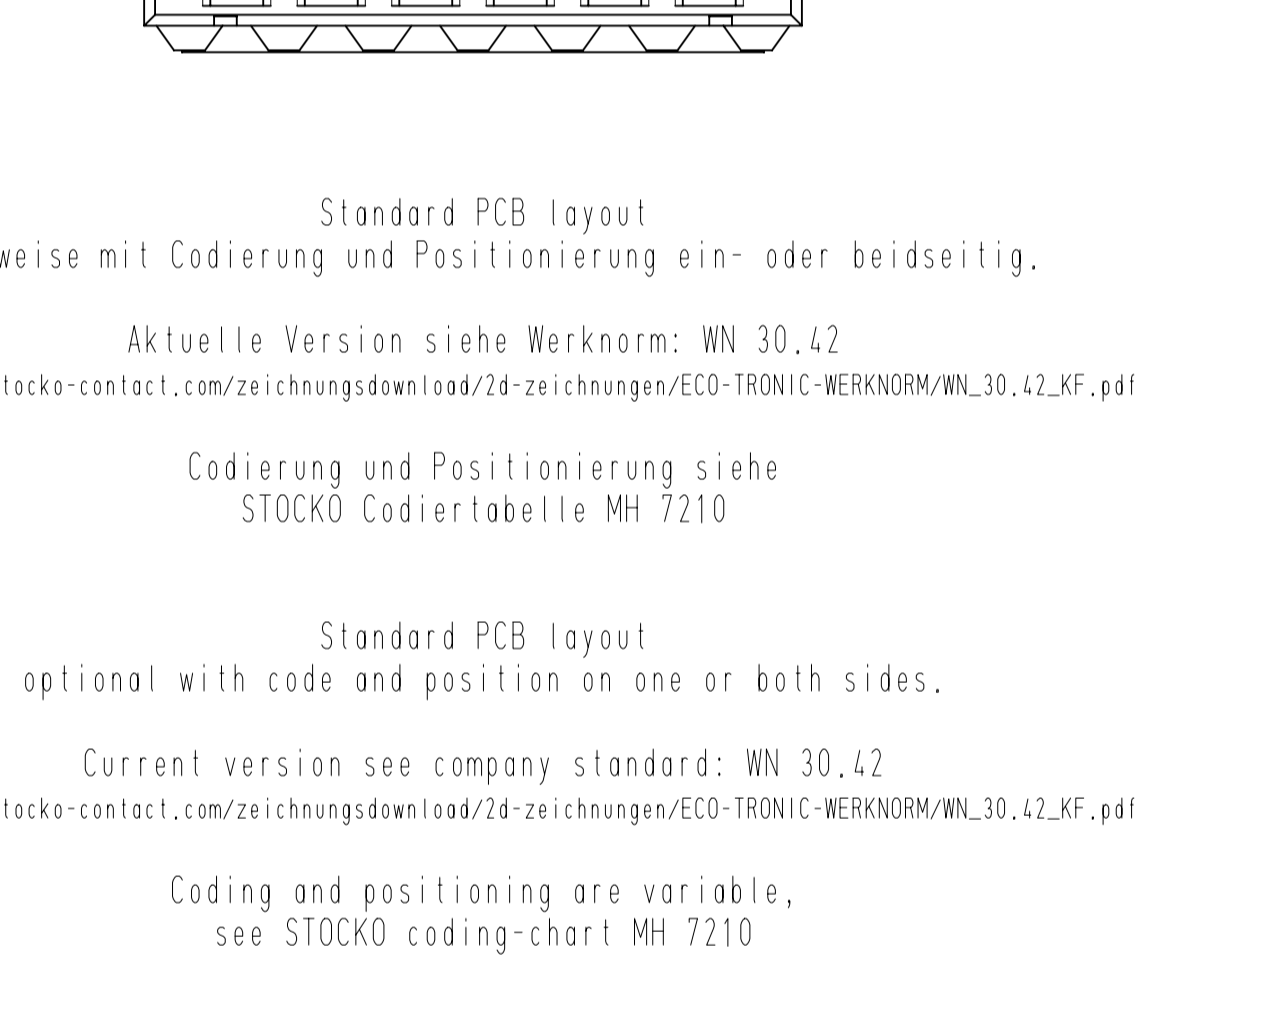 Standard PCB layout
weise mit Codierung und Positionierung ein- oder beidseitig.
Aktuelle Version siehe Werknorm: WN 30.42
tocko-contact.com/zeichnungsdownload/2d-zeichnungen/ECO-TRONIC-WERKNORM/WN_30.42_KF.pdf
Codierung und Positionierung siehe
STOCKO Codiertabelle MH 7210
Standard PCB layout
optional with code and position on one or both sides.
Current version see company standard: WN 30.42
tocko-contact.com/zeichnungsdownload/2d-zeichnungen/ECO-TRONIC-WERKNORM/WN_30.42_KF.pdf
Coding and positioning are variable,
see STOCKO coding-chart MH 7210